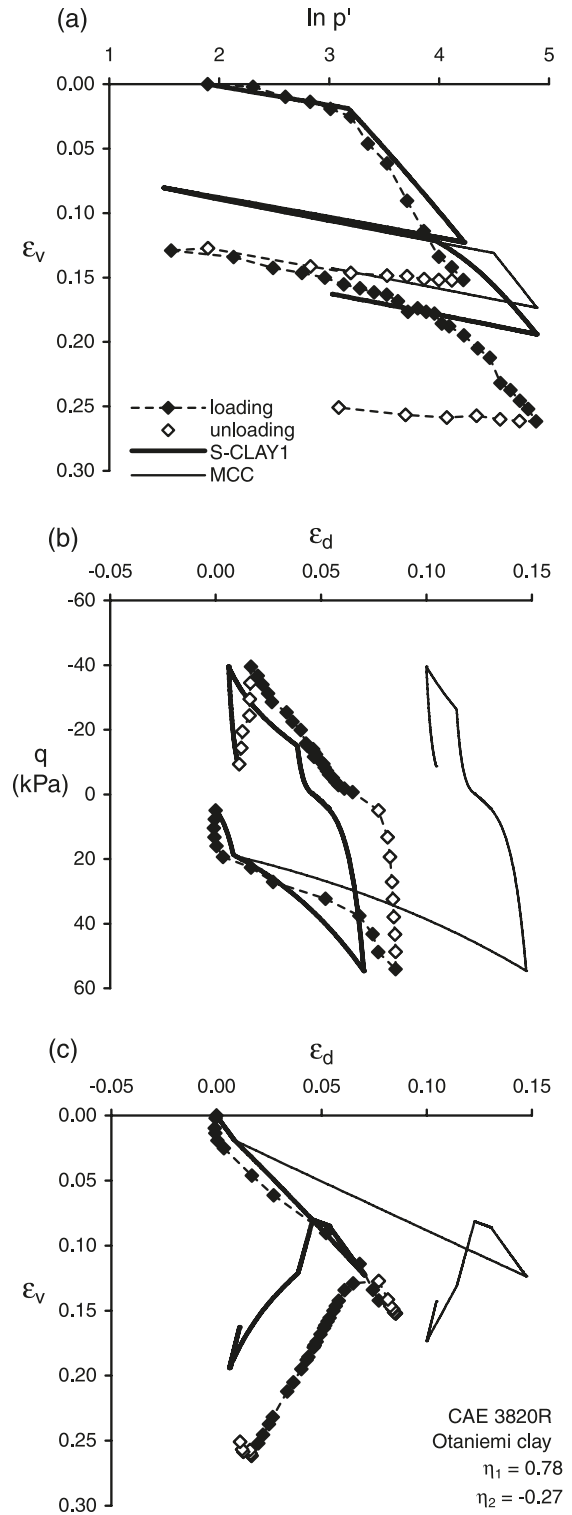 (a)
ln p'
1 2 3 4 5
0.00
0.05
0.10
εv
0.15
0.20
0.25
0.30
loading
unloading
S-CLAY1
MCC
(b)
εd
-0.05 0.00 0.05 0.10 0.15
-60
-40
-20
q
(kPa)
0
20
40
60
(c)
εd
-0.05 0.00 0.05 0.10 0.15
0.00
0.05
0.10
εv
0.15
0.20
0.25
0.30
CAE 3820R
Otaniemi clay
η1 = 0.78
η2 = -0.27